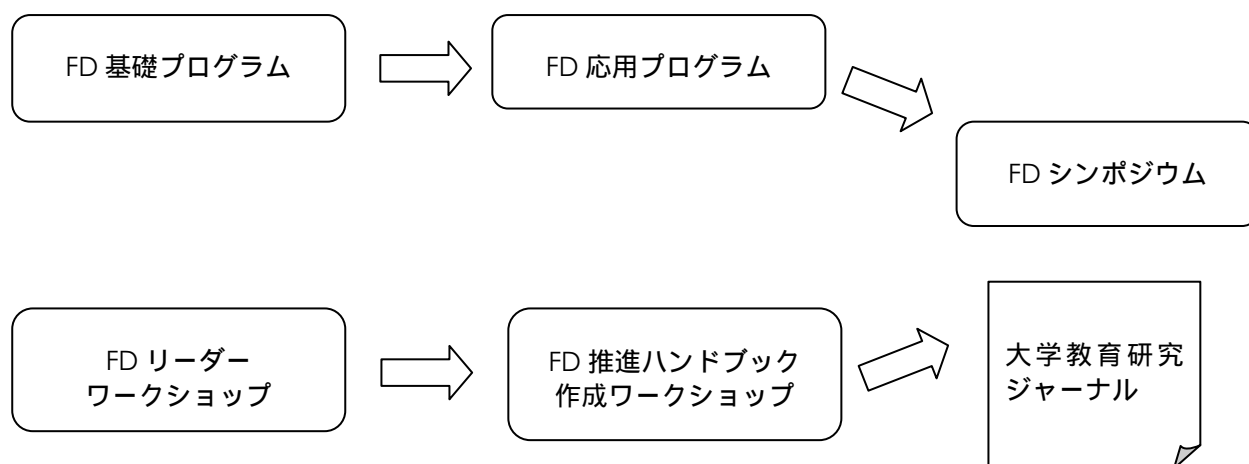 FD 基礎プログラム
FD 応用プログラム
FD シンポジウム
FD リーダー
ワークショップ
FD 推進ハンドブック
作成ワークショップ
大学教育研究
ジャーナル